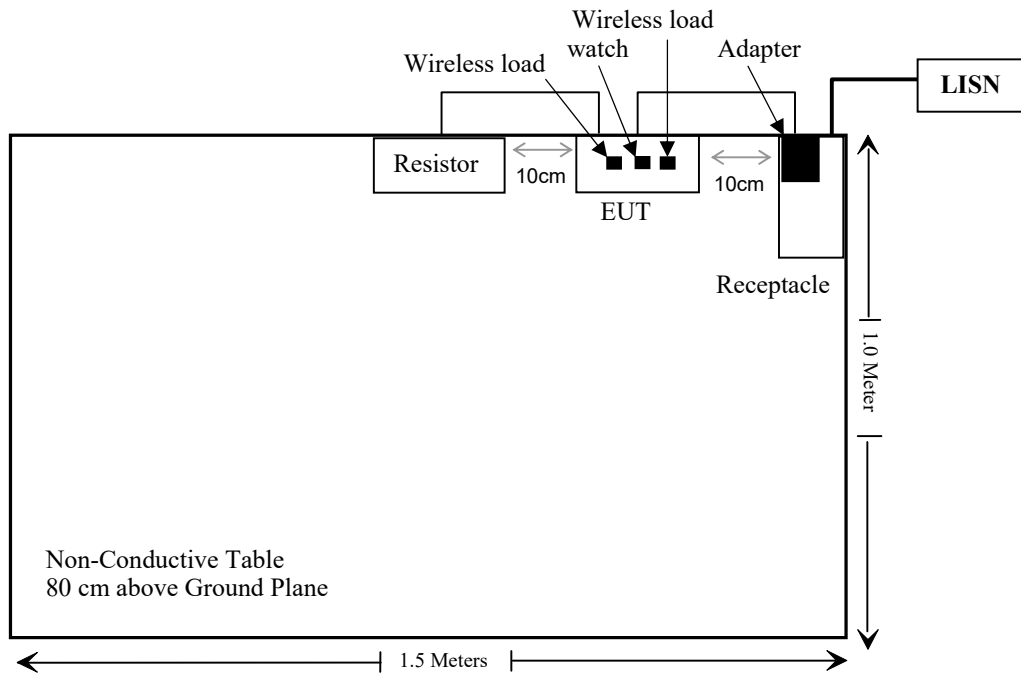 Wireless load
watch
Wireless load
Adapter
LISN
Resistor
10cm
10cm
EUT
Receptacle
1.0 Meter
Non-Conductive Table
80 cm above Ground Plane
1.5 Meters